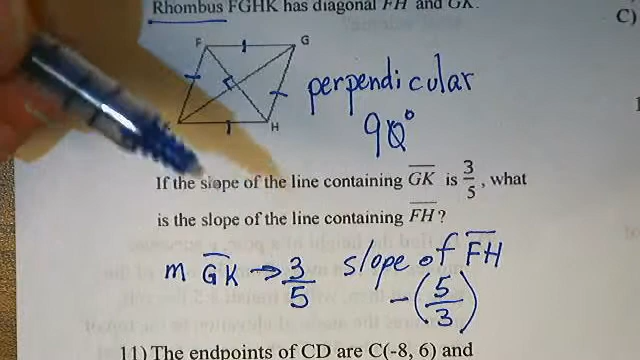 Rhombus FGHK has diagonal FH and GK.
C)
F G
H
perpendicular
90°
If the slope of the line containing GK is 3/5, what
is the slope of the line containing FH?
m GK → 3/5 slope of FH
-(5/3)
11) The endpoints of CD are C(-8, 6) and